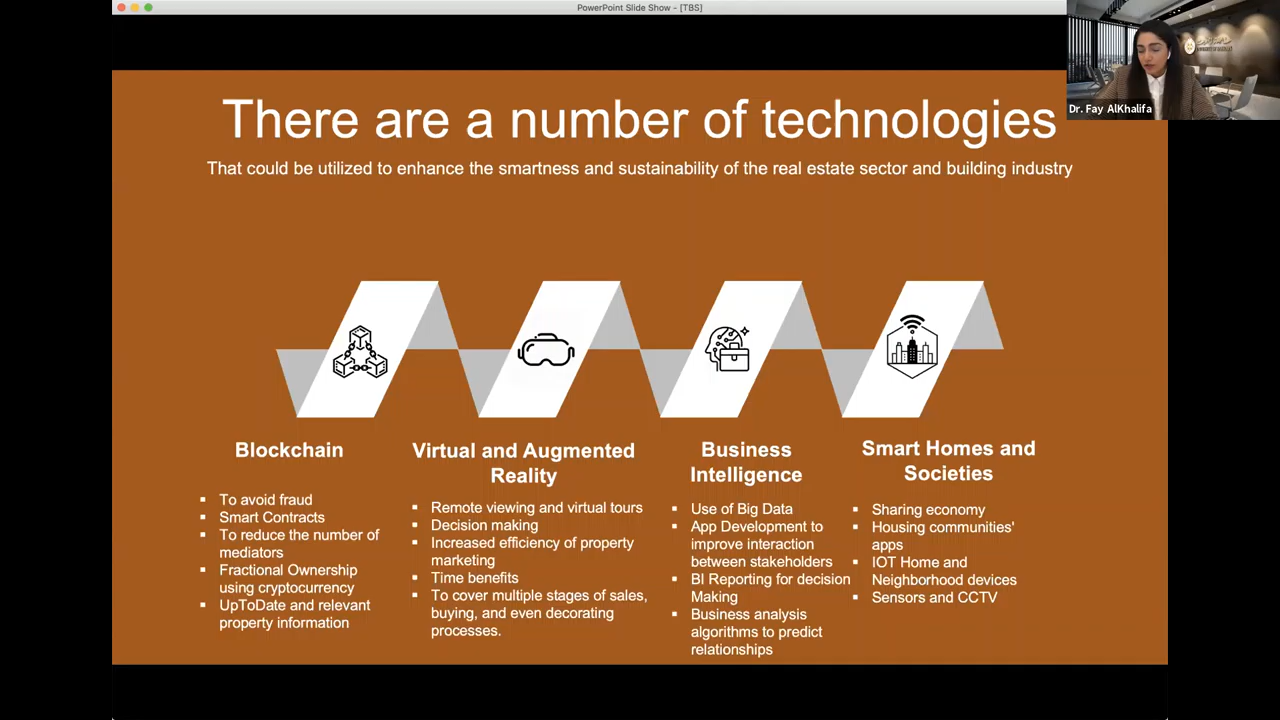 PowerPoint Slide Show - [TBS]
Dr. Fay AlKhalifa
There are a number of technologies
That could be utilized to enhance the smartness and sustainability of the real estate sector and building industry
Blockchain
▪ To avoid fraud
▪ Smart Contracts
▪ To reduce the number of
mediators
▪ Fractional Ownership
using cryptocurrency
▪ UpToDate and relevant
property information
Virtual and Augmented
Reality
▪ Remote viewing and virtual tours
▪ Decision making
▪ Increased efficiency of property
marketing
▪ Time benefits
▪ To cover multiple stages of sales,
buying, and even decorating
processes.
Business
Intelligence
▪ Use of Big Data
▪ App Development to
improve interaction
between stakeholders
▪ BI Reporting for decision
Making
▪ Business analysis
algorithms to predict
relationships
Smart Homes and
Societies
▪ Sharing economy
▪ Housing communities'
apps
▪ IOT Home and
Neighborhood devices
▪ Sensors and CCTV